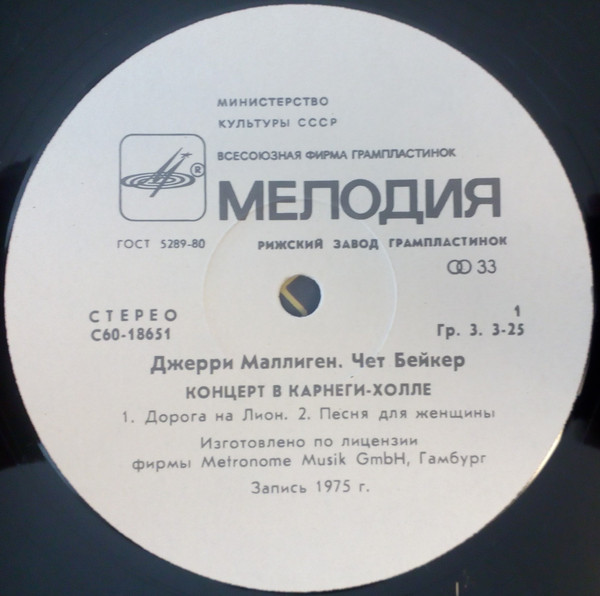 МИНИСТЕРСТВО
КУЛЬТУРЫ СССР
ВСЕСОЮЗНАЯ ФИРМА ГРАМПЛАСТИНОК
® МЕЛОДИЯ
ГОСТ 5289-80 РИЖСКИЙ ЗАВОД ГРАМПЛАСТИНОК
33
СТЕРЕО 1
С60-18651 Гр. 3. 3-25
Джерри Маллиген. Чет Бейкер
КОНЦЕРТ В КАРНЕГИ-ХОЛЛЕ
1. Дорога на Лион. 2. Песня для женщины
Изготовлено по лицензии
фирмы Metronome Musik GmbH, Гамбург
Запись 1975 г.